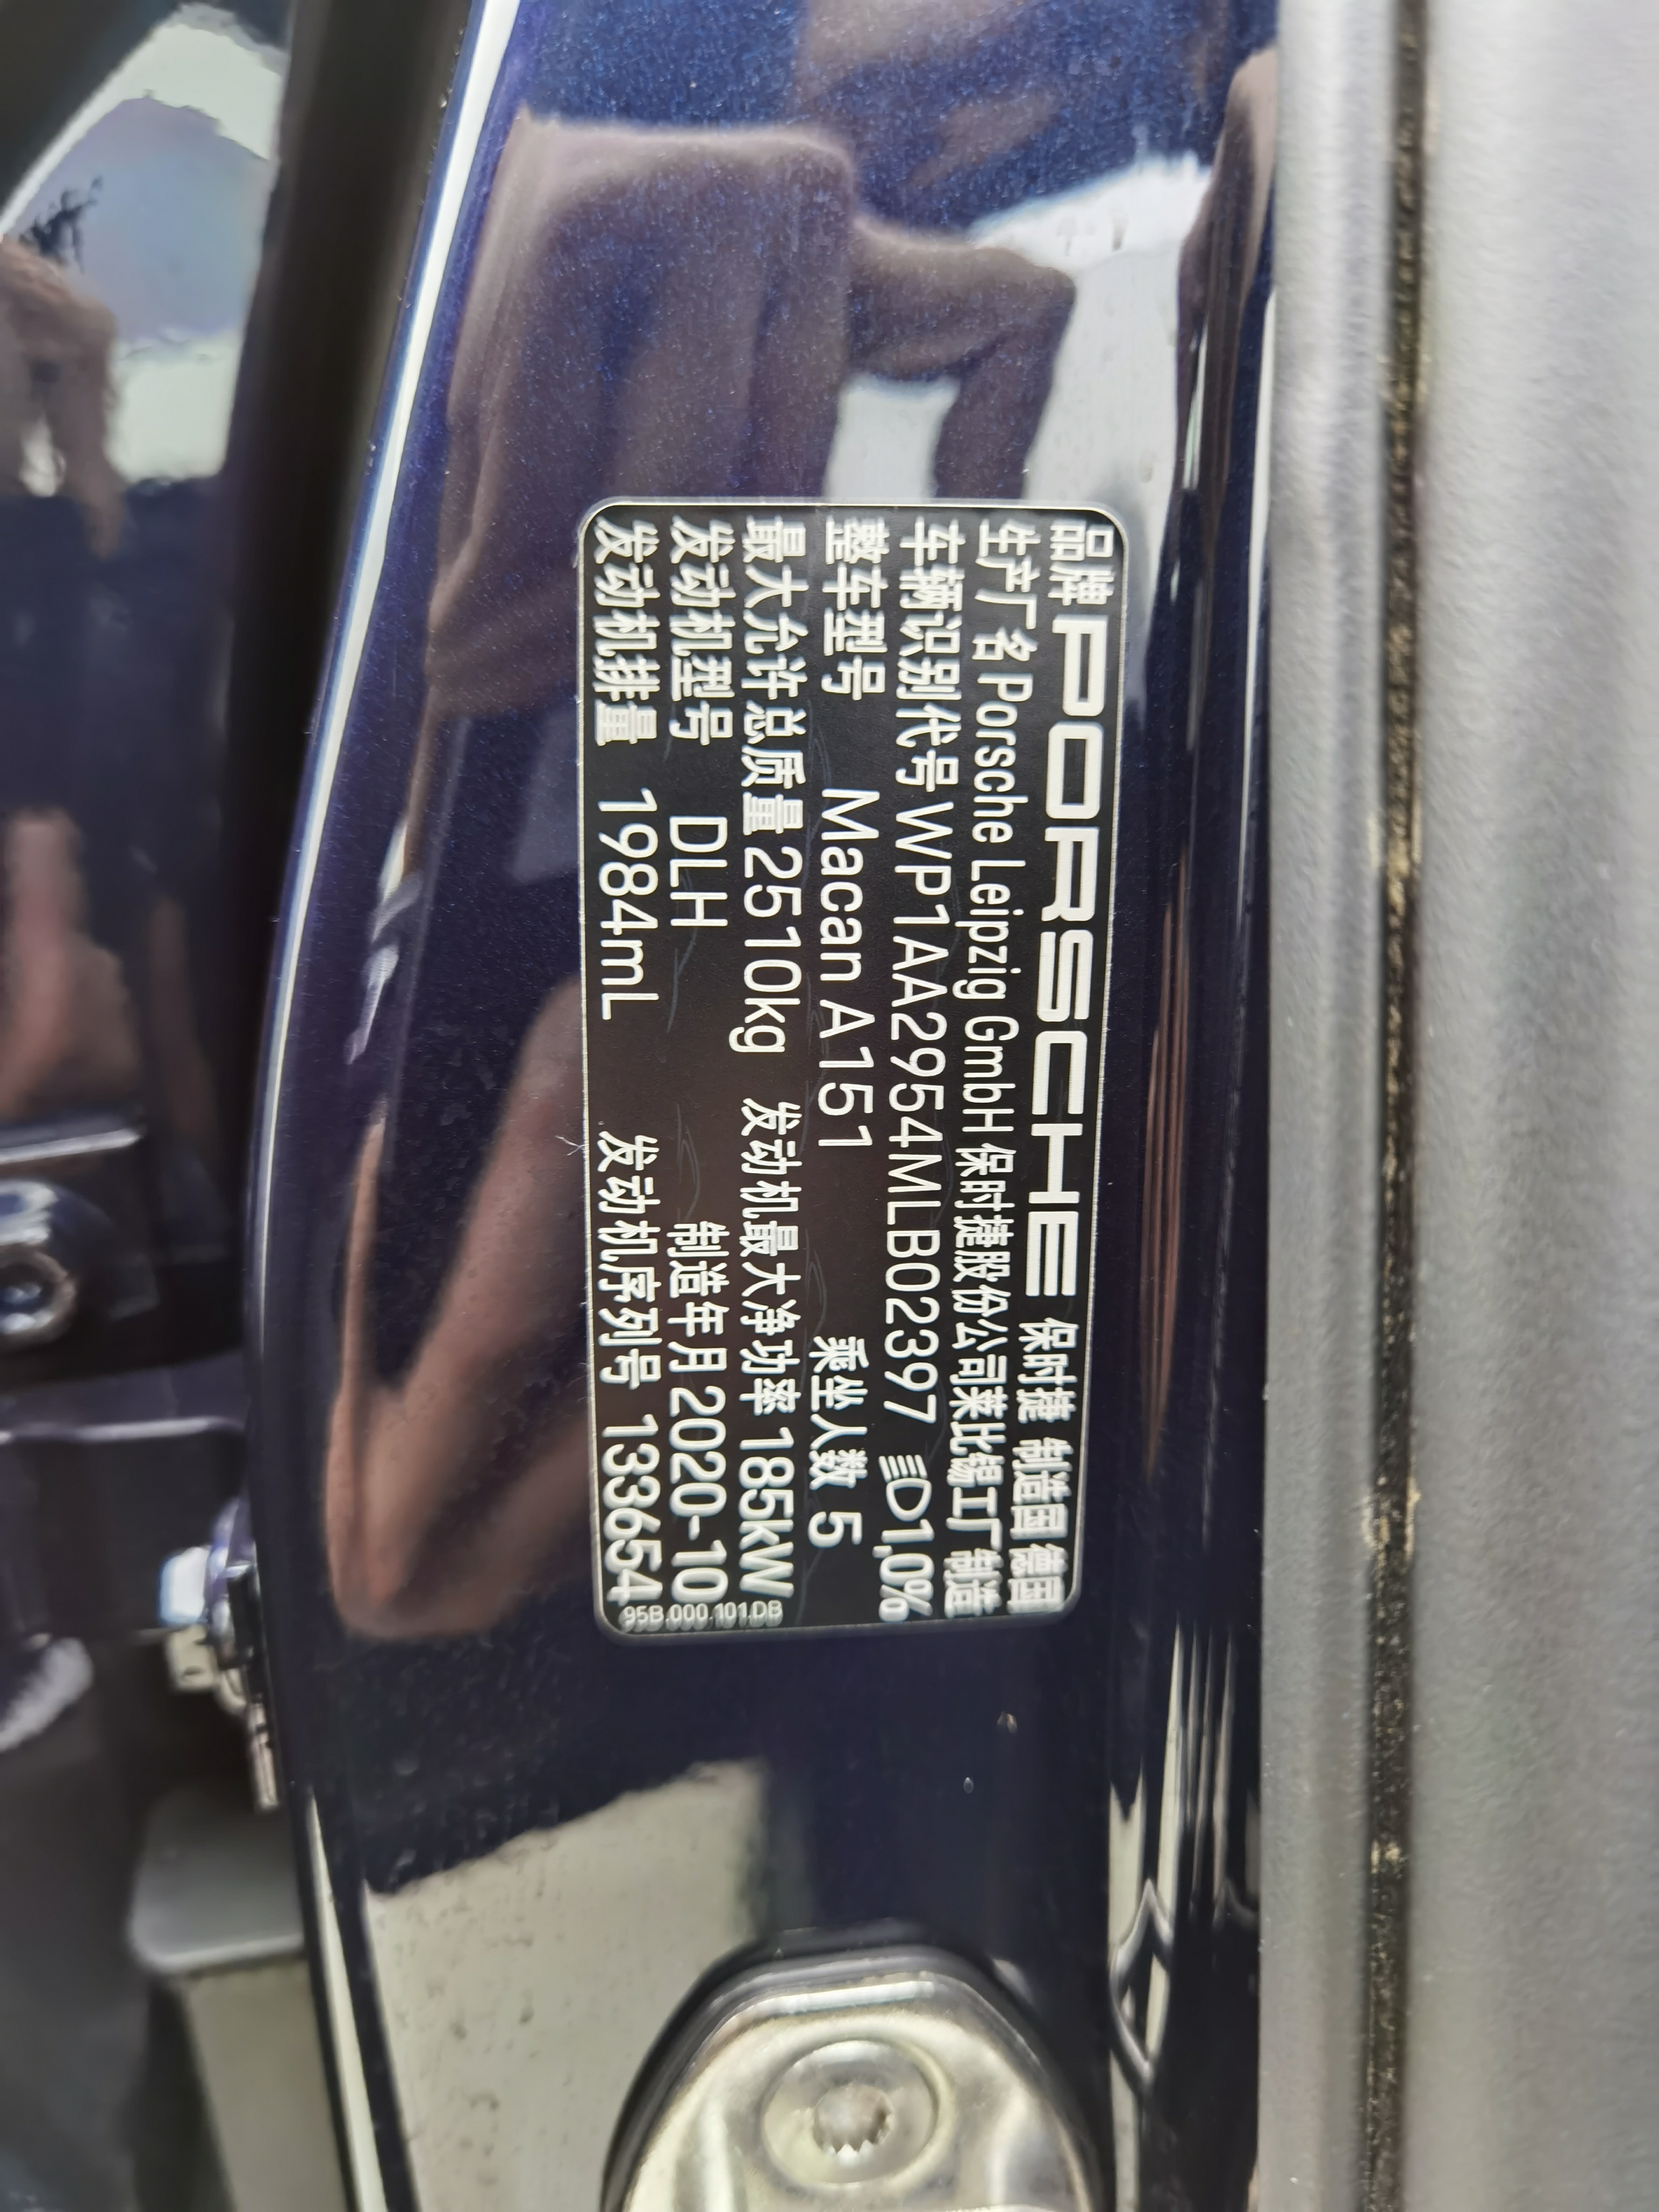 品牌 PORSCHE 保时捷 制造国 德国
生产厂名 Porsche Leipzig GmbH 保时捷股份公司莱比锡工厂制造
车辆识别代号 WP1AA2954MLB02397 1,0%
整车型号 Macan A151 乘坐人数 5
最大允许总质量 2510kg 发动机最大净功率 185kW
发动机型号 DLH 制造年月 2020-10
发动机排量 1984mL 发动机序列号 133654
95B.000.101.DB